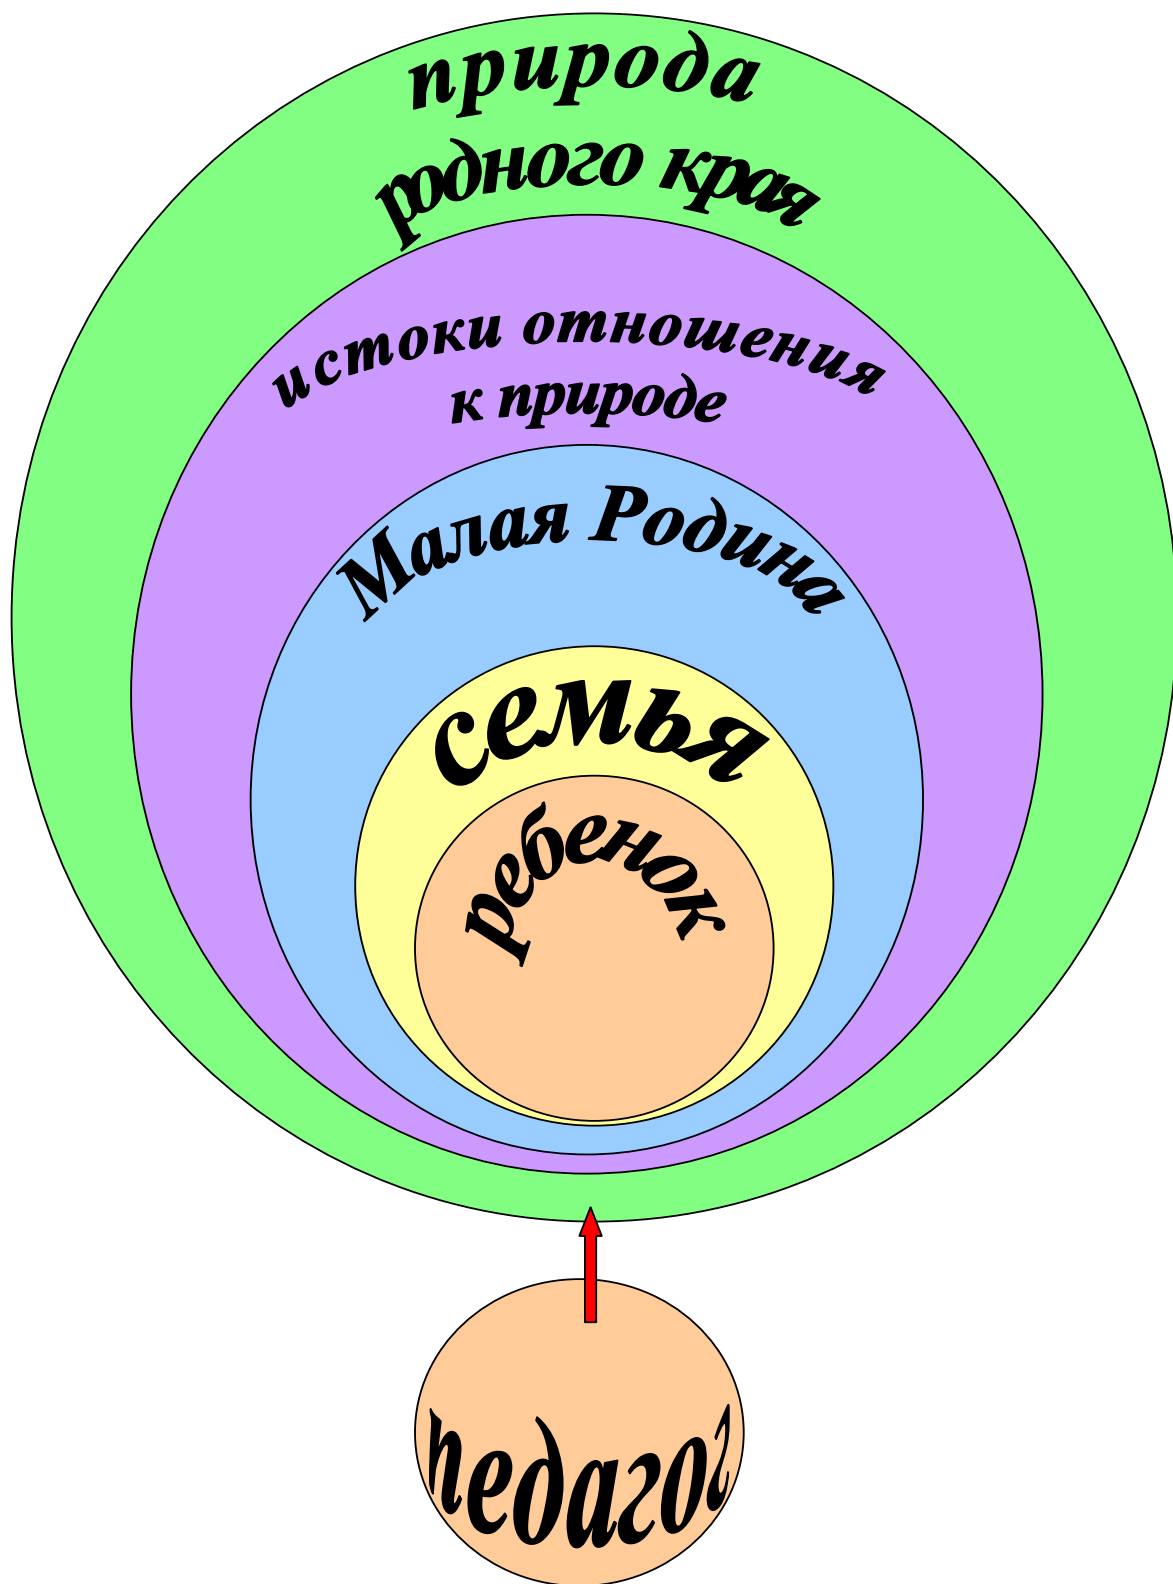 природа
родного края
истоки отношения
к природе
Малая Родина
семья
ребенок
педагог